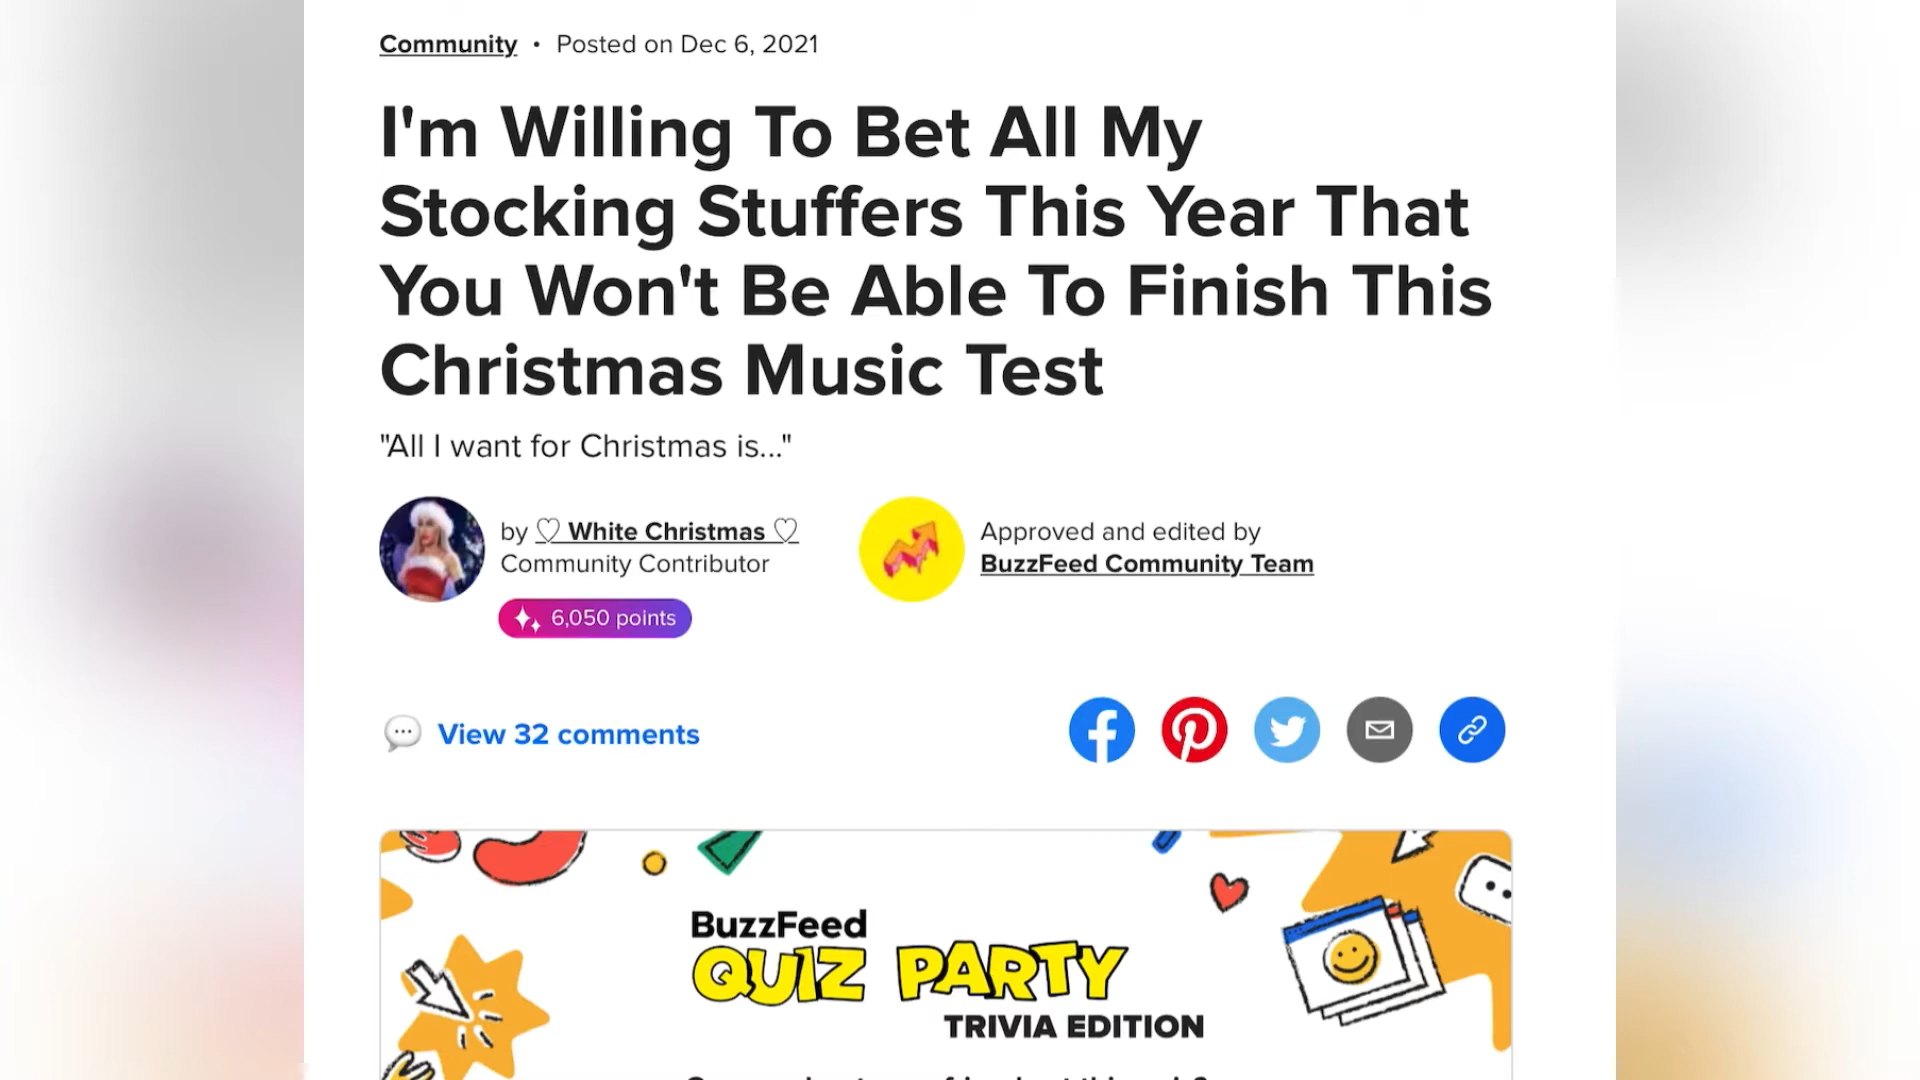 Community • Posted on Dec 6, 2021
I'm Willing To Bet All My
Stocking Stuffers This Year That
You Won't Be Able To Finish This
Christmas Music Test
"All I want for Christmas is..."
by ♡ White Christmas ♡
Community Contributor
6,050 points
Approved and edited by
BuzzFeed Community Team
View 32 comments
BuzzFeed
QUIZ PARTY
TRIVIA EDITION